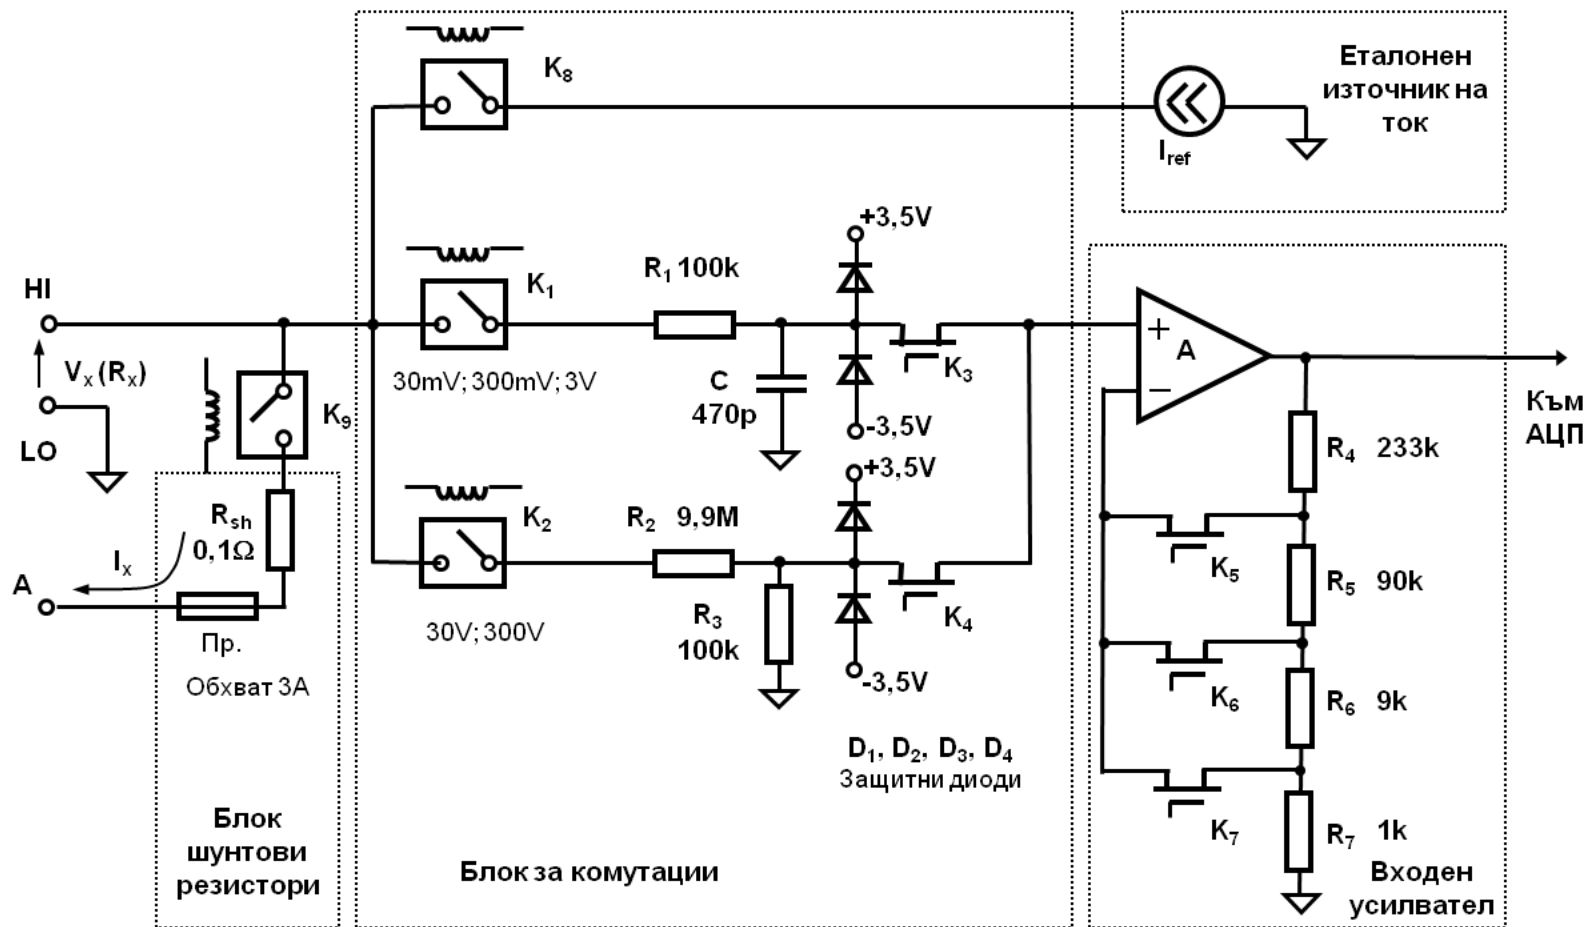 K8
Еталонен
източник на
ток
Iref
+3,5V
R1 100k
K1
HI
30mV; 300mV; 3V
K3
A
+
−
Vx (Rx)
C
470p
K9
-3,5V
Към
АЦП
LO
+3,5V
R4 233k
K2
R2 9,9M
Rsh
0,1Ω
Ix
K5
R5 90k
A
R3
100k
K4
30V; 300V
Пр.
-3,5V
Обхват 3А
K6
R6 9k
D1, D2, D3, D4
Защитни диоди
Блок
шунтови
резистори
K7
R7 1k
Блок за комутации
Входен
усилвател